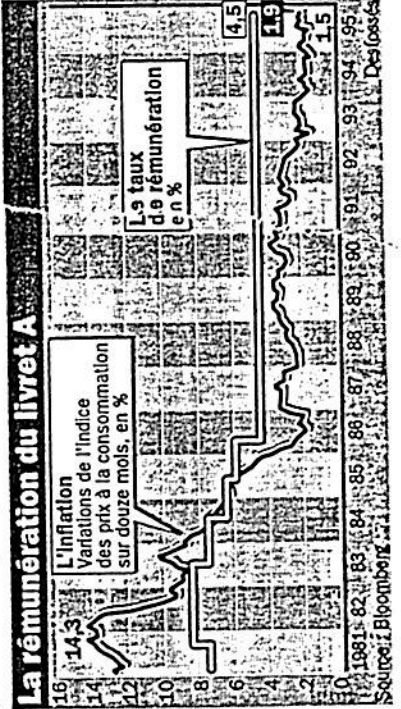 La rémunération du livret A
16
14
12
10
8
6
4
2
0
14,3
L'Inflation
Variations de l'Indice
des prix à la consommation
sur douze mois, en %
Le taux
de rémunération
en %
4,5
1,9
1,5
1981 82 83 84 85 86 87 88 89 90 91 92 93 94 95
Source : Bloomberg
Desfossés